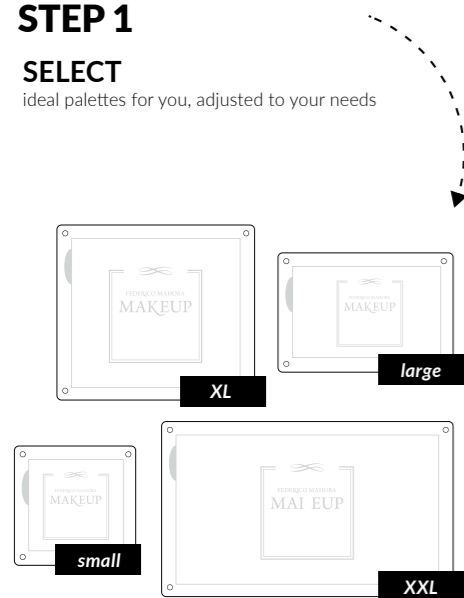 STEP 1
SELECT
ideal palettes for you, adjusted to your needs
FEDERICO MAHORA
MAKEUP
XL
FEDERICO MAHORA
MAKEUP
large
FEDERICO MAHORA
MAKEUP
small
FEDERICO MAHORA
MAI EUP
XXL